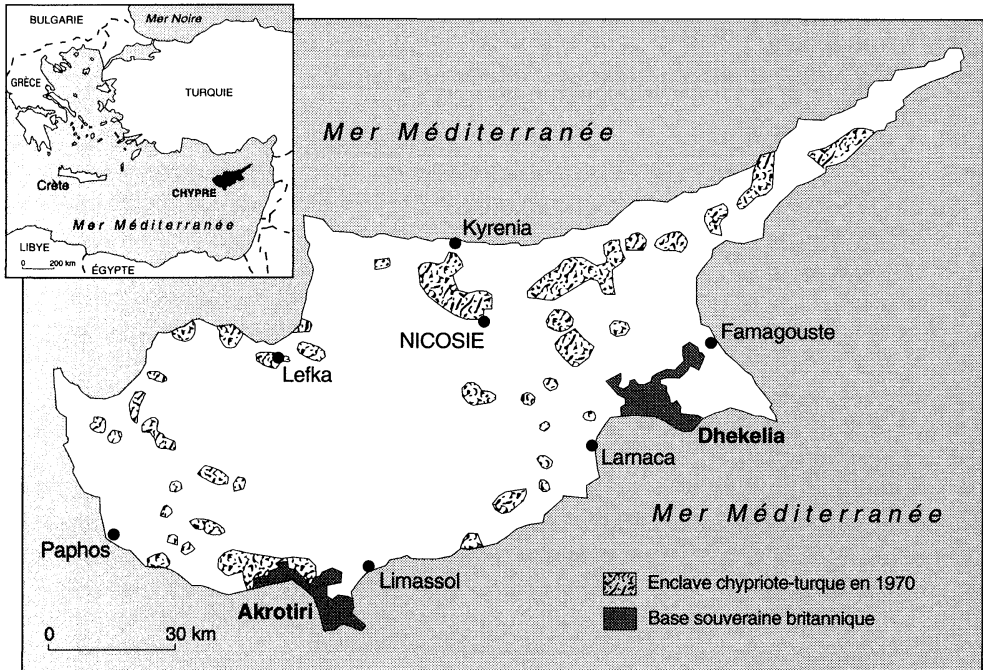 BULGARIE
Mer Noire
GRÈCE
TURQUIE
Crète
CHYPRE
Mer Méditerranée
LIBYE
0 200 km
ÉGYPTE
Mer Méditerranée
Kyrenia
NICOSIE
Famagouste
Lefka
Dhekelia
Larnaca
Mer Méditerranée
Paphos
Limassol
Akrotiri
Enclave chypriote-turque en 1970
Base souveraine britannique
0 30 km